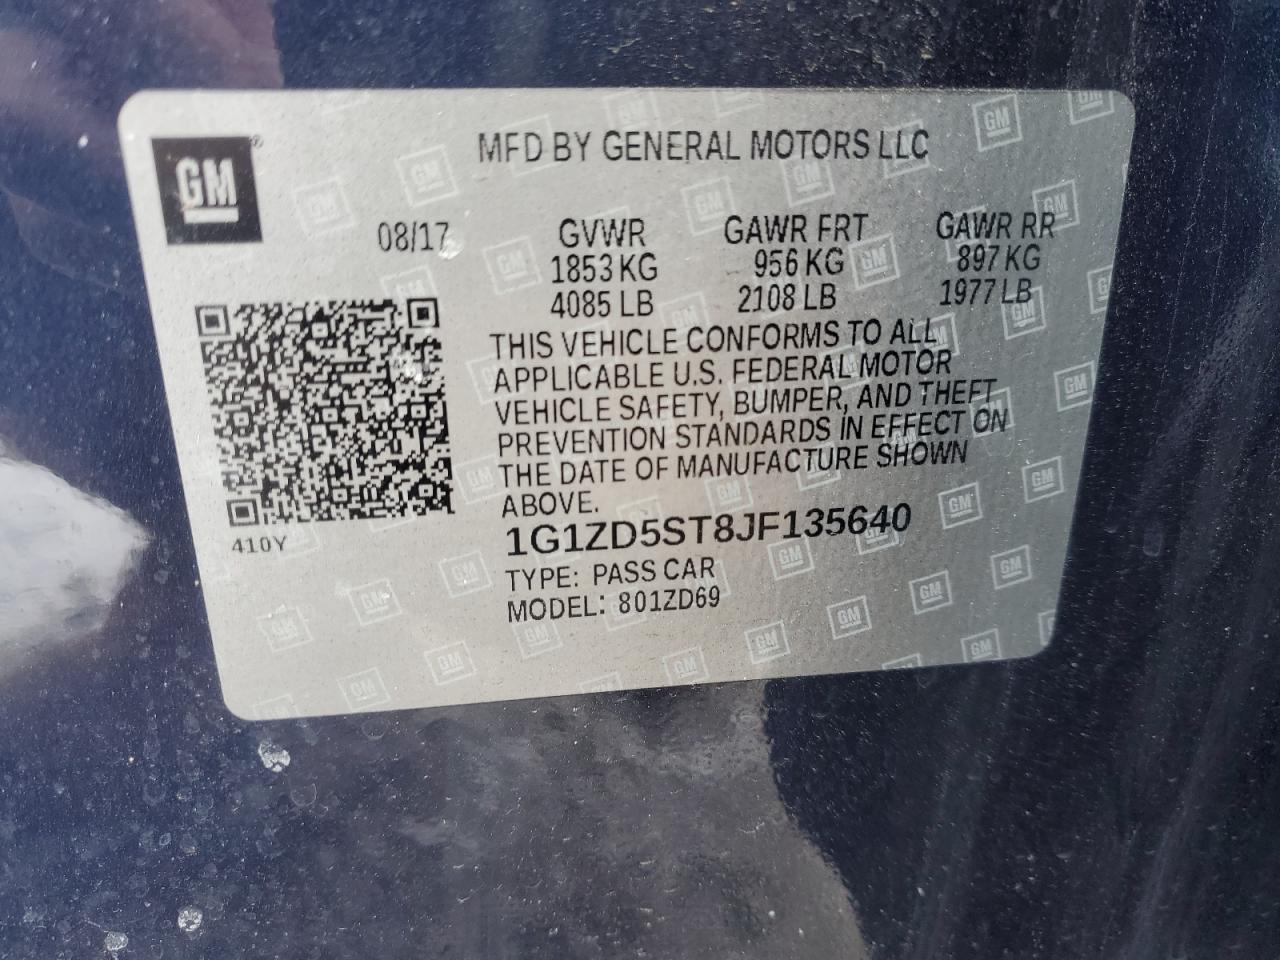 GM
MFD BY GENERAL MOTORS LLC
08/17 GVWR GAWR FRT GAWR RR
1853 KG 956 KG 897 KG
4085 LB 2108 LB 1977 LB
THIS VEHICLE CONFORMS TO ALL
APPLICABLE U.S. FEDERAL MOTOR
VEHICLE SAFETY, BUMPER, AND THEFT
PREVENTION STANDARDS IN EFFECT ON
THE DATE OF MANUFACTURE SHOWN
ABOVE.
410Y
1G1ZD5ST8JF135640
TYPE: PASS CAR
MODEL: 801ZD69